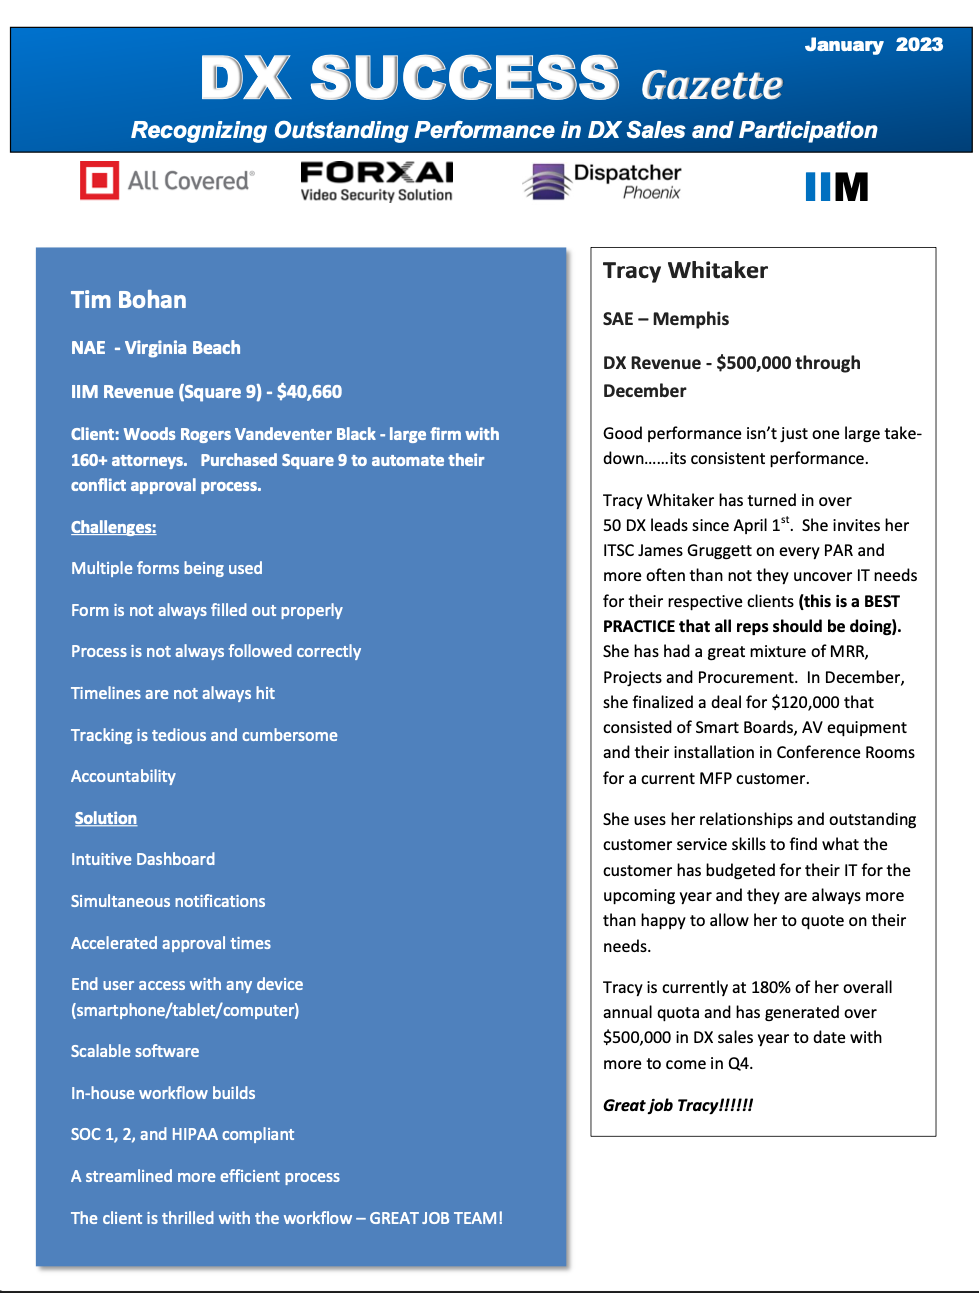 January 2023
DX SUCCESS Gazette
Recognizing Outstanding Performance in DX Sales and Participation
All Covered®
FORXAI
Video Security Solution
Dispatcher
Phoenix
IIM
Tim Bohan
NAE - Virginia Beach
IIM Revenue (Square 9) - $40,660
Client: Woods Rogers Vandeventer Black - large firm with
160+ attorneys. Purchased Square 9 to automate their
conflict approval process.
Challenges:
Multiple forms being used
Form is not always filled out properly
Process is not always followed correctly
Timelines are not always hit
Tracking is tedious and cumbersome
Accountability
Solution
Intuitive Dashboard
Simultaneous notifications
Accelerated approval times
End user access with any device
(smartphone/tablet/computer)
Scalable software
In-house workflow builds
SOC 1, 2, and HIPAA compliant
A streamlined more efficient process
The client is thrilled with the workflow – GREAT JOB TEAM!
Tracy Whitaker
SAE – Memphis
DX Revenue - $500,000 through
December
Good performance isn’t just one large take-
down……its consistent performance.
Tracy Whitaker has turned in over
50 DX leads since April 1st. She invites her
ITSC James Gruggett on every PAR and
more often than not they uncover IT needs
for their respective clients (this is a BEST
PRACTICE that all reps should be doing).
She has had a great mixture of MRR,
Projects and Procurement. In December,
she finalized a deal for $120,000 that
consisted of Smart Boards, AV equipment
and their installation in Conference Rooms
for a current MFP customer.
She uses her relationships and outstanding
customer service skills to find what the
customer has budgeted for their IT for the
upcoming year and they are always more
than happy to allow her to quote on their
needs.
Tracy is currently at 180% of her overall
annual quota and has generated over
$500,000 in DX sales year to date with
more to come in Q4.
Great job Tracy!!!!!!